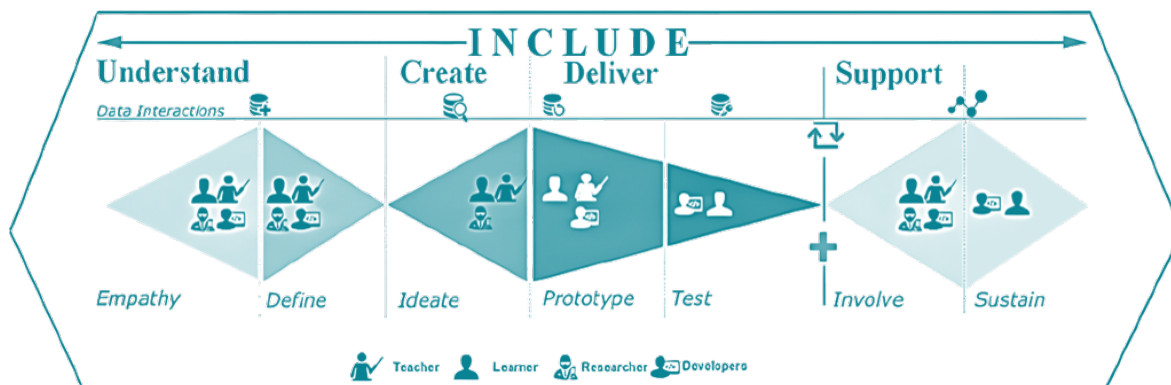 INCLUDE
Understand Create Deliver Support
Data Interactions
Empathy Define Ideate Prototype Test Involve Sustain
Teacher Learner Researcher Developers